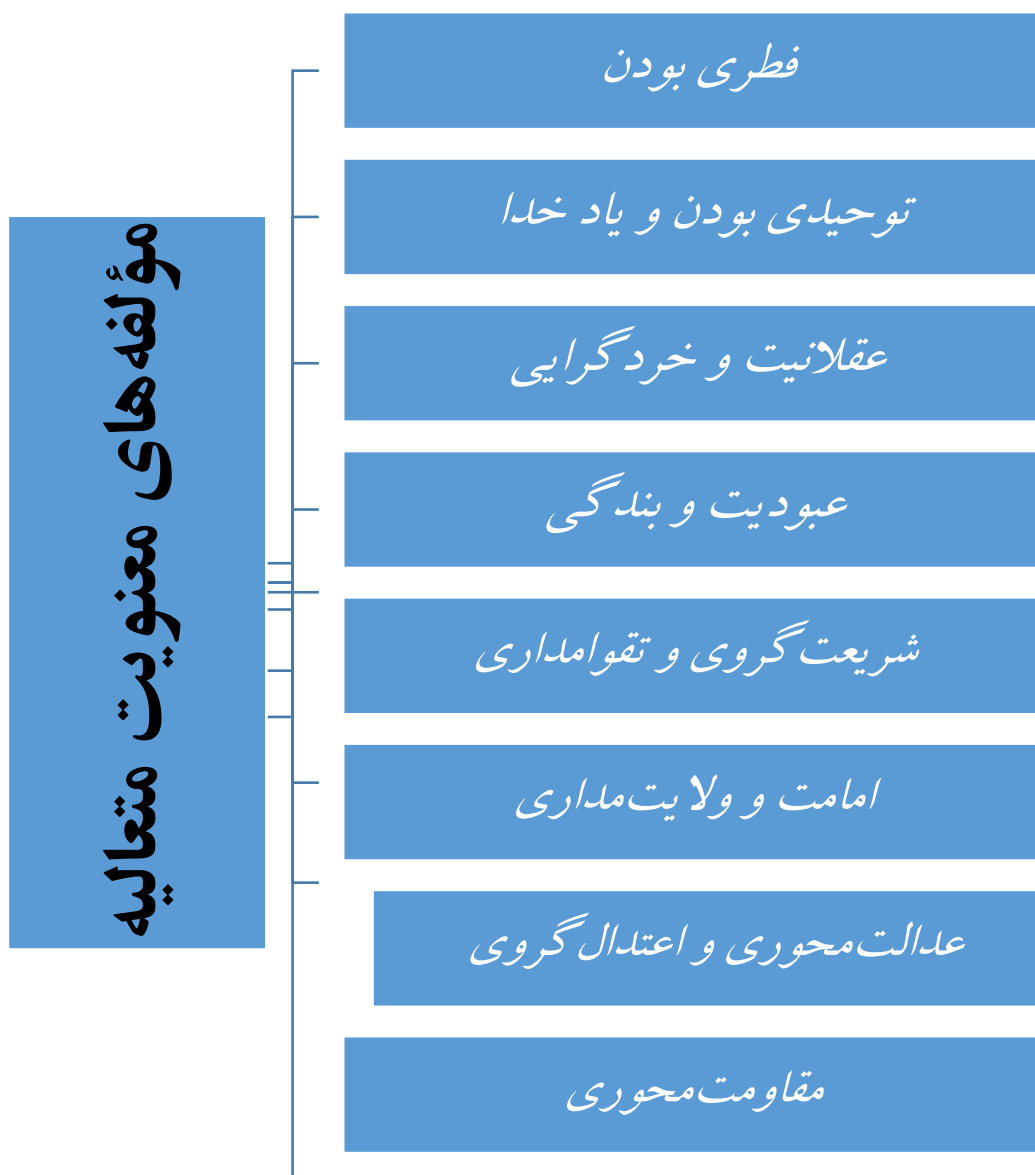 مؤلفه‌های معنویت متعالیه
فطری بودن
توحیدی بودن و یاد خدا
عقلانیت و خردگرایی
عبودیت و بندگی
شریعت‌گروی و تقوامداری
امامت و ولایت‌مداری
عدالت‌محوری و اعتدال‌گروی
مقاومت‌محوری